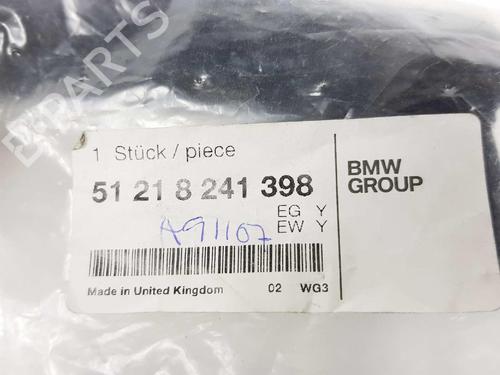 B-PARTS
1 Stück / piece
51 21 8 241 398
BMW
GROUP
EG Y
EW Y
A91107
Made in United Kingdom 02 WG3